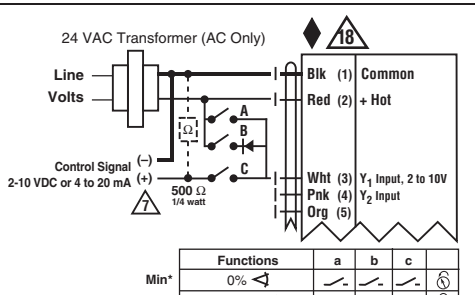 24 VAC Transformer (AC Only)
18
Line
Volts
Blk (1) Common
Red (2) + Hot
A
Ω
B
C
Control Signal (–)
2-10 VDC or 4 to 20 mA (+)
7
500 Ω
1/4 watt
Wht (3) Y1 Input, 2 to 10V
Pnk (4) Y2 Input
Org (5)
Functions a b c
Min* 0%